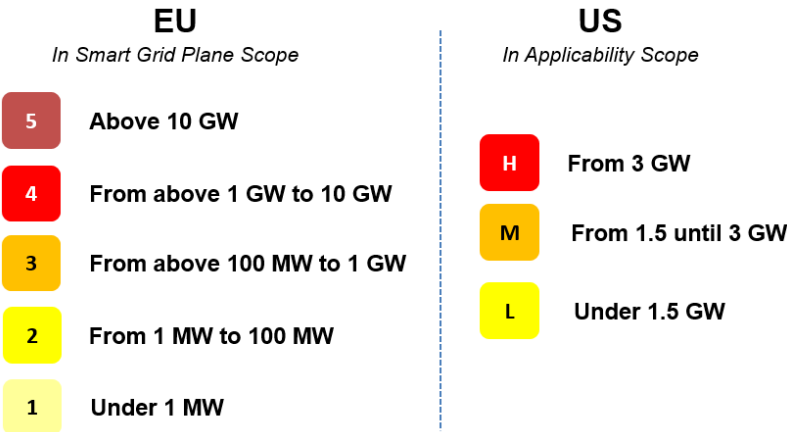 EU
In Smart Grid Plane Scope
5 Above 10 GW
4 From above 1 GW to 10 GW
3 From above 100 MW to 1 GW
2 From 1 MW to 100 MW
1 Under 1 MW
US
In Applicability Scope
H From 3 GW
M From 1.5 until 3 GW
L Under 1.5 GW